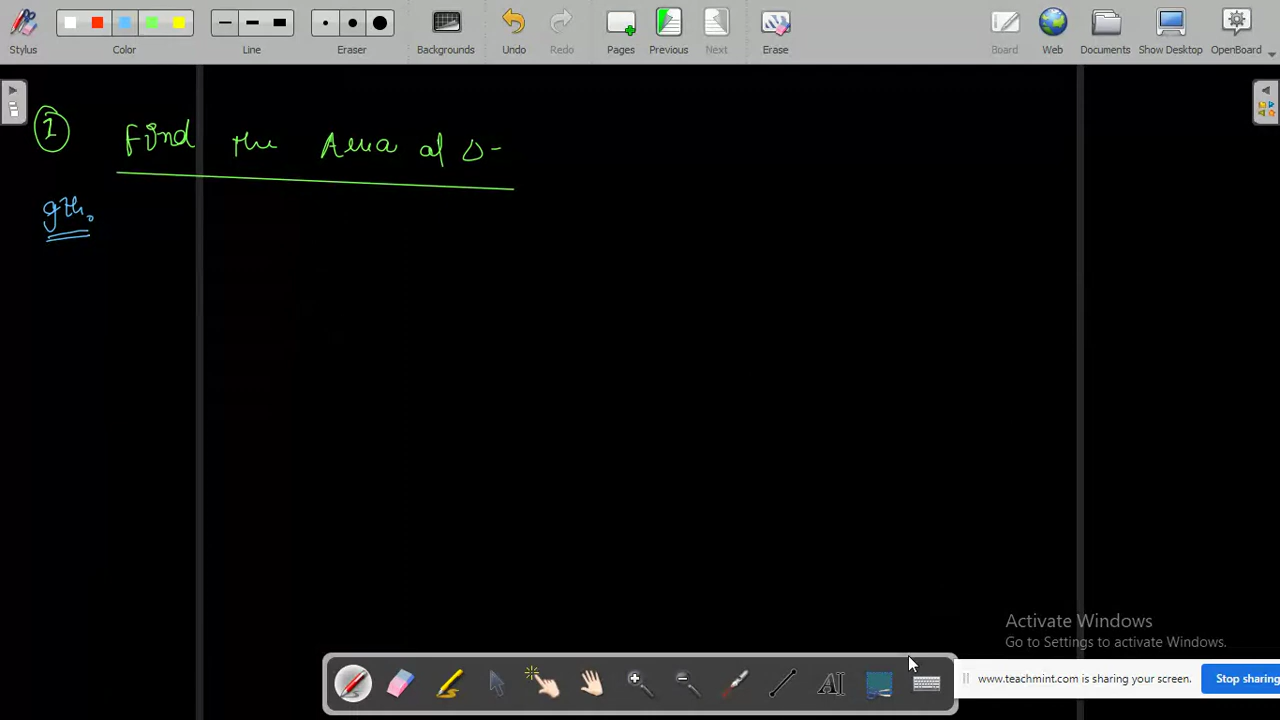 Stylus Color Line Eraser Backgrounds Undo Redo Pages Previous Next Erase Board Web Documents Show Desktop OpenBoard
1 Find the Area of Δ-
9th.
Activate Windows
Go to Settings to activate Windows.
www.teachmint.com is sharing your screen. Stop sharing